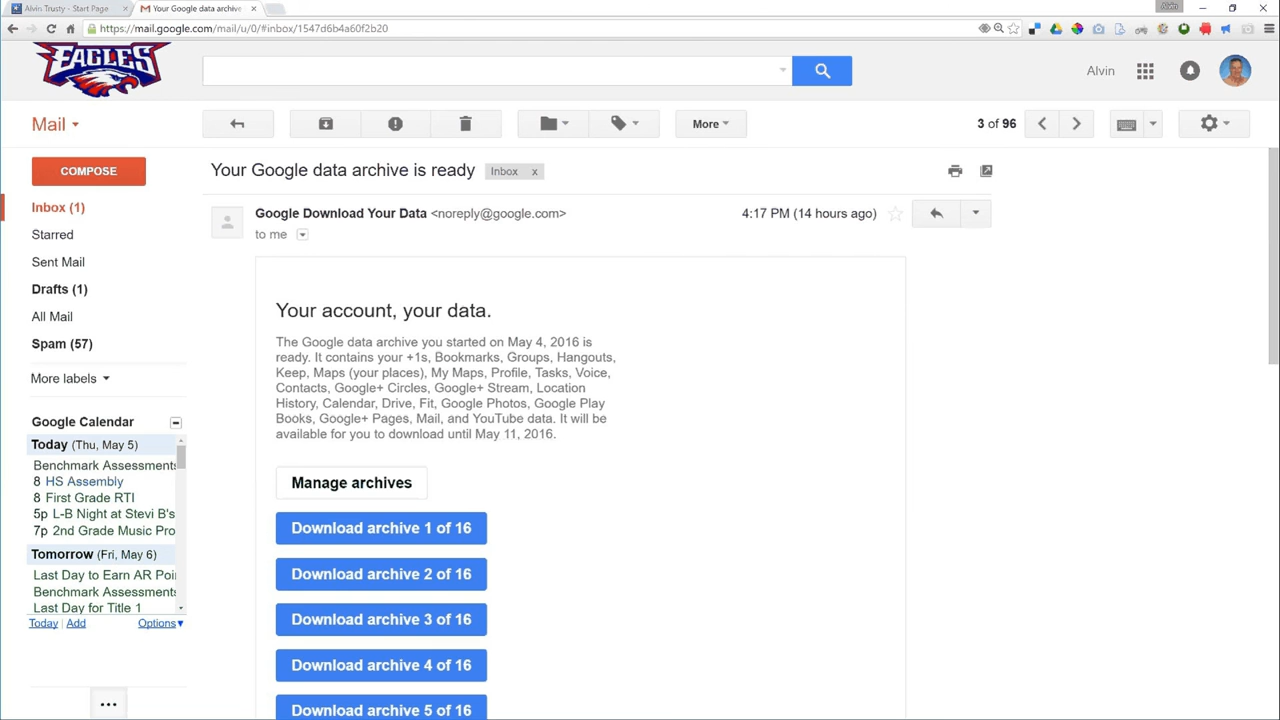 Alvin Trusty - Start Page
Your Google data archive
Alvin
https://mail.google.com/mail/u/0/#inbox/1547d6b4a60f2b20
EAGLES
Alvin
Mail
More
3 of 96
COMPOSE
Your Google data archive is ready
Inbox x
Inbox (1)
Google Download Your Data <noreply@google.com>
4:17 PM (14 hours ago)
to me
Starred
Sent Mail
Drafts (1)
All Mail
Spam (57)
More labels
Google Calendar
Today (Thu, May 5)
Benchmark Assessments
8 HS Assembly
8 First Grade RTI
5p L-B Night at Stevi B's
7p 2nd Grade Music Pro
Tomorrow (Fri, May 6)
Last Day to Earn AR Poi
Benchmark Assessments
Last Day for Title 1
Today | Add
Options▼
Your account, your data.
The Google data archive you started on May 4, 2016 is
ready. It contains your +1s, Bookmarks, Groups, Hangouts,
Keep, Maps (your places), My Maps, Profile, Tasks, Voice,
Contacts, Google+ Circles, Google+ Stream, Location
History, Calendar, Drive, Fit, Google Photos, Google Play
Books, Google+ Pages, Mail, and YouTube data. It will be
available for you to download until May 11, 2016.
Manage archives
Download archive 1 of 16
Download archive 2 of 16
Download archive 3 of 16
Download archive 4 of 16
Download archive 5 of 16